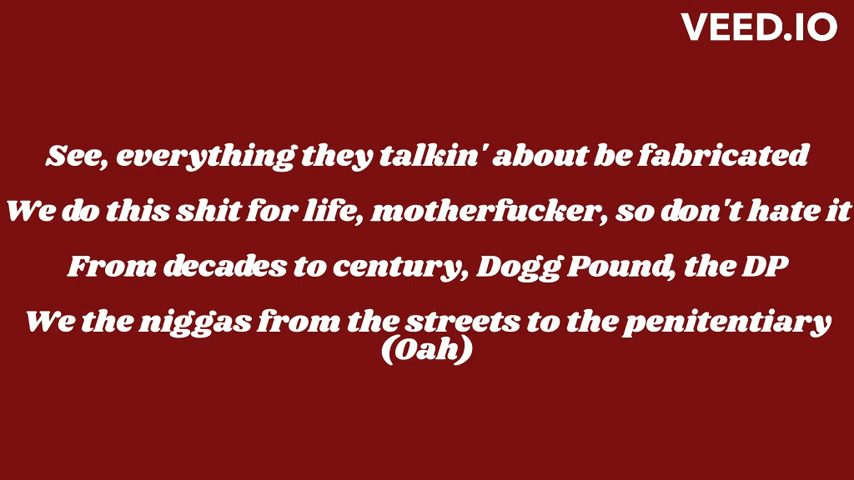 VEED.IO
See, everything they talkin' about be fabricated
We do this shit for life, motherfucker, so don't hate it
From decades to century, Dogg Pound, the DP
We the niggas from the streets to the penitentiary
(Oah)